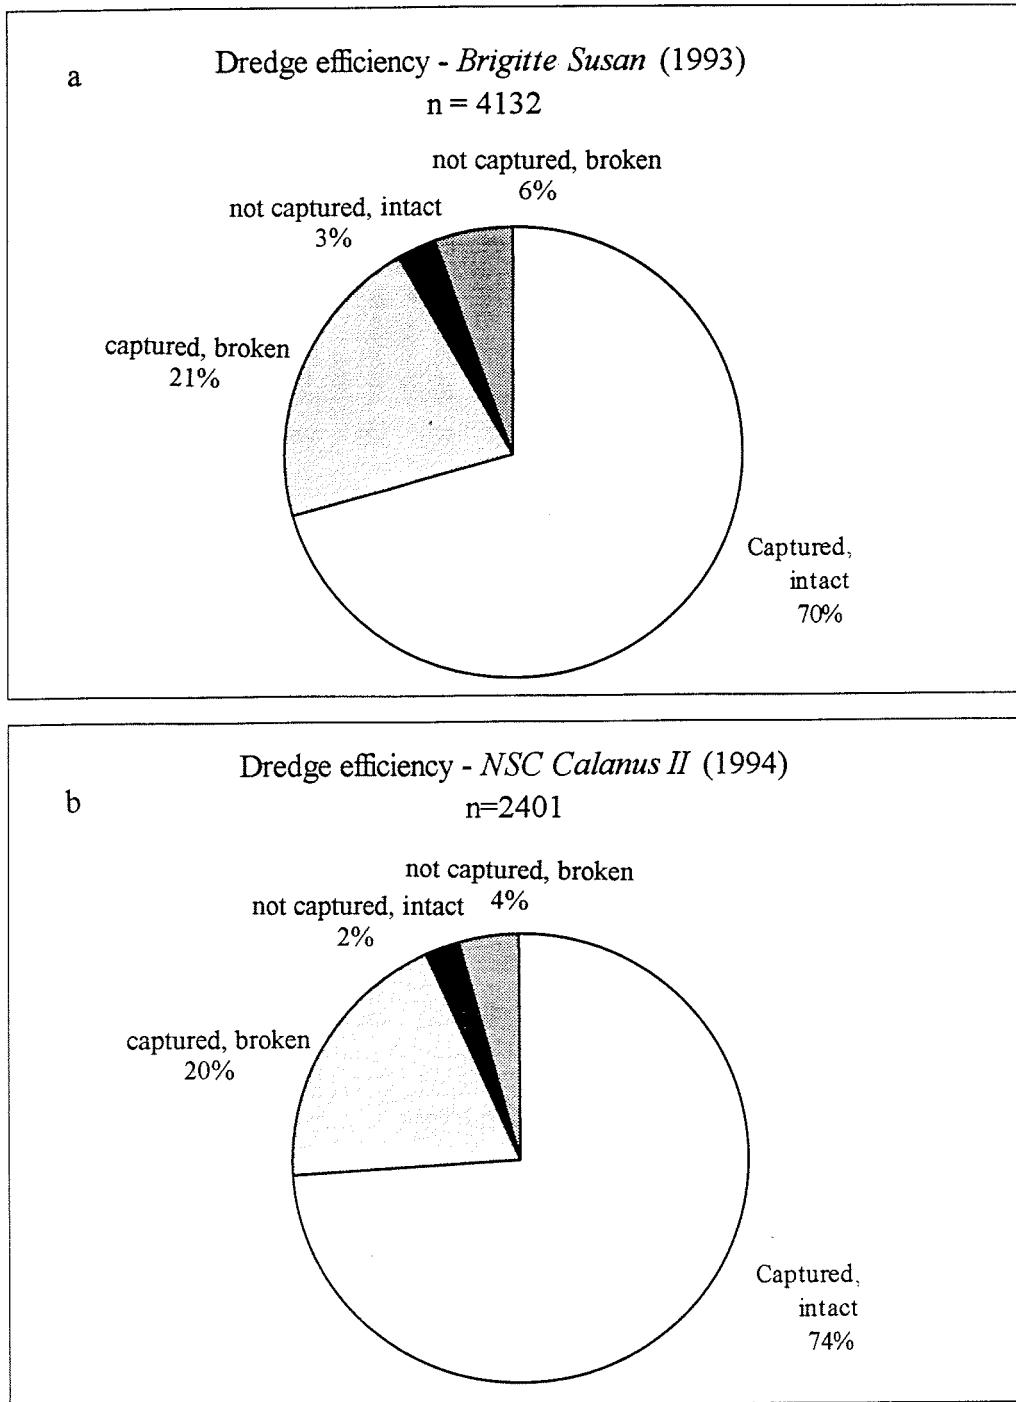 a
Dredge efficiency - Brigitte Susan (1993)
n = 4132
not captured, broken
6%
not captured, intact
3%
captured, broken
21%
Captured,
intact
70%
b
Dredge efficiency - NSC Calanus II (1994)
n=2401
not captured, broken
4%
not captured, intact
2%
captured, broken
20%
Captured,
intact
74%